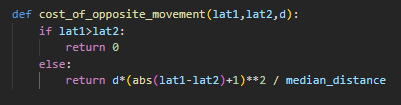 def cost_of_opposite_movement(lat1,lat2,d):
    if lat1>lat2:
        return 0
    else:
        return d*(abs(lat1-lat2)+1)**2 / median_distance